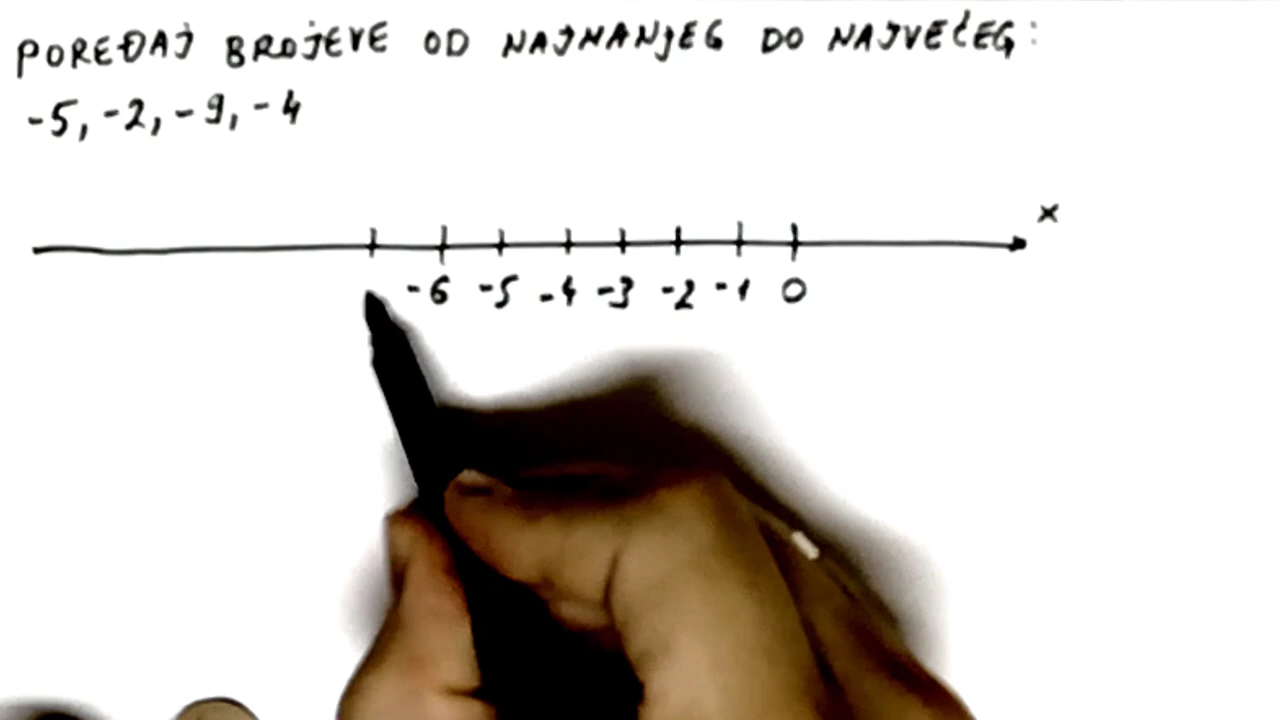 POREĐAJ BROJEVE OD NAJMANJEG DO NAJVEĆEG:
-5, -2, -9, -4
x
-6 -5 -4 -3 -2 -1 0